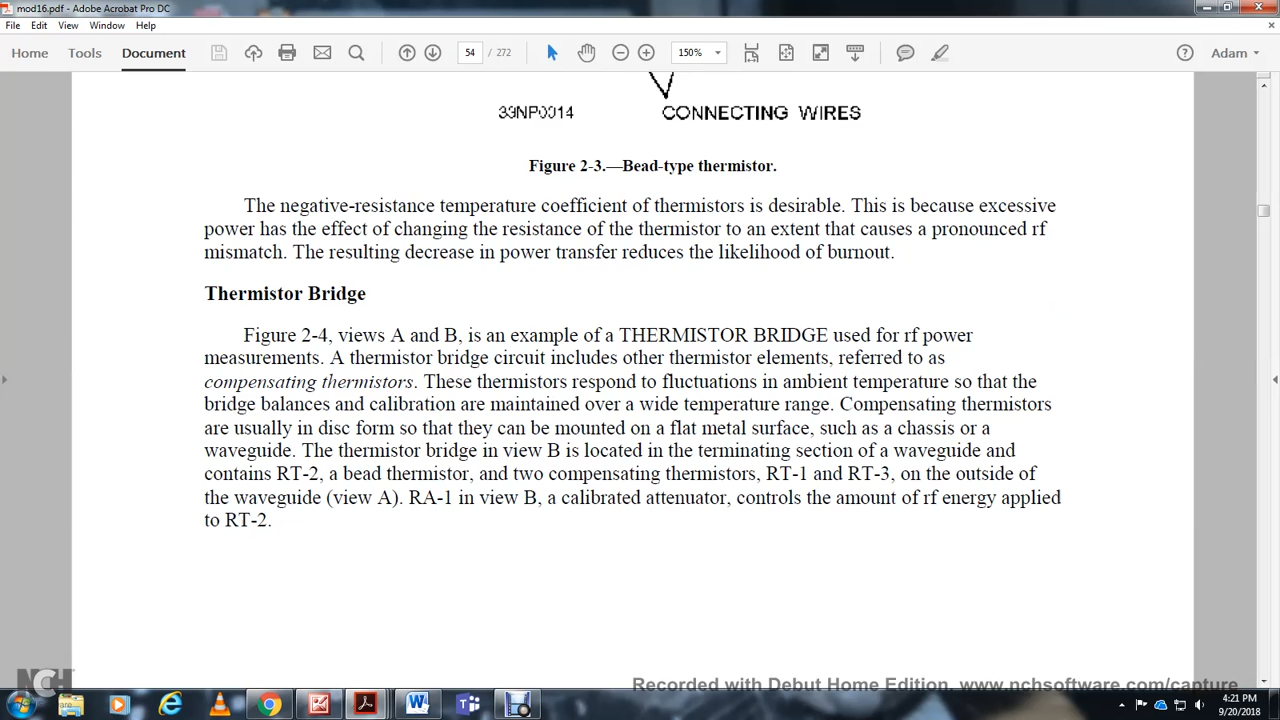 mod16.pdf - Adobe Acrobat Pro DC
File Edit View Window Help
Home Tools Document 54 / 272 150% Adam
33NP0014 CONNECTING WIRES
Figure 2-3.—Bead-type thermistor.
The negative-resistance temperature coefficient of thermistors is desirable. This is because excessive
power has the effect of changing the resistance of the thermistor to an extent that causes a pronounced rf
mismatch. The resulting decrease in power transfer reduces the likelihood of burnout.
Thermistor Bridge
Figure 2-4, views A and B, is an example of a THERMISTOR BRIDGE used for rf power
measurements. A thermistor bridge circuit includes other thermistor elements, referred to as
compensating thermistors. These thermistors respond to fluctuations in ambient temperature so that the
bridge balances and calibration are maintained over a wide temperature range. Compensating thermistors
are usually in disc form so that they can be mounted on a flat metal surface, such as a chassis or a
waveguide. The thermistor bridge in view B is located in the terminating section of a waveguide and
contains RT-2, a bead thermistor, and two compensating thermistors, RT-1 and RT-3, on the outside of
the waveguide (view A). RA-1 in view B, a calibrated attenuator, controls the amount of rf energy applied
to RT-2.
NCH
Recorded with Debut Home Edition. www.nchsoftware.com/capture
4:21 PM
9/20/2018